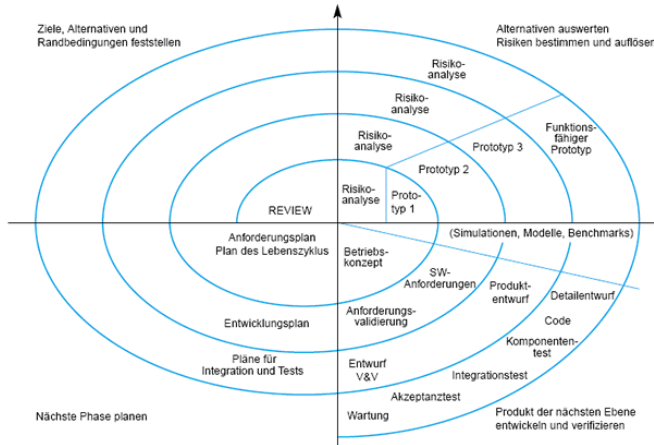 Ziele, Alternativen und
Randbedingungen feststellen
Alternativen auswerten
Risiken bestimmen und auflösen
Risiko-
analyse
Risiko-
analyse
Risiko-
analyse
Risiko-
analyse
Proto-
typ 1
Prototyp 2
Prototyp 3
Funktions-
fähiger
Prototyp
REVIEW
Anforderungsplan
Plan des Lebenszyklus
Betriebs-
konzept
(Simulationen, Modelle, Benchmarks)
SW-
Anforderungen
Produkt-
entwurf
Detailentwurf
Code
Komponenten-
test
Entwicklungsplan
Anforderungs-
validierung
Pläne für
Integration und Tests
Entwurf
V&V
Integrationstest
Akzeptanztest
Wartung
Nächste Phase planen
Produkt der nächsten Ebene
entwickeln und verifizieren